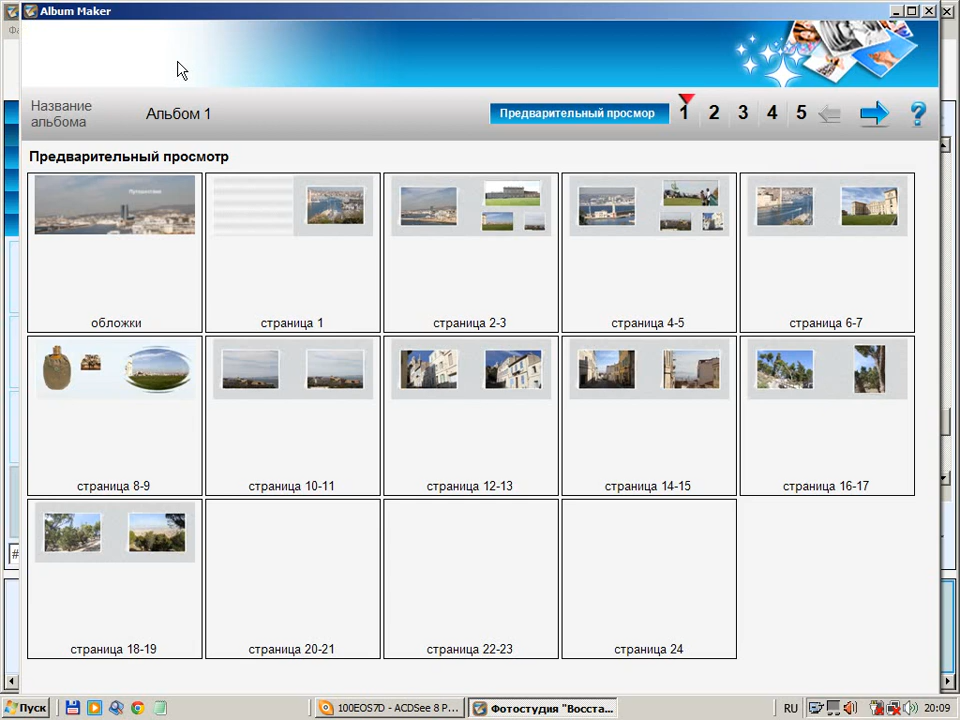 Album Maker
Название
альбома
Альбом 1
Предварительный просмор
1 2 3 4 5
?
Предварительный просмотр
Путешествие
обложки
страница 1
страница 2-3
страница 4-5
страница 6-7
страница 8-9
страница 10-11
страница 12-13
страница 14-15
страница 16-17
страница 18-19
страница 20-21
страница 22-23
страница 24
#
Пуск
100EOS7D - ACDSee 8 P...
Фотостудия "Восста...
RU
20:09